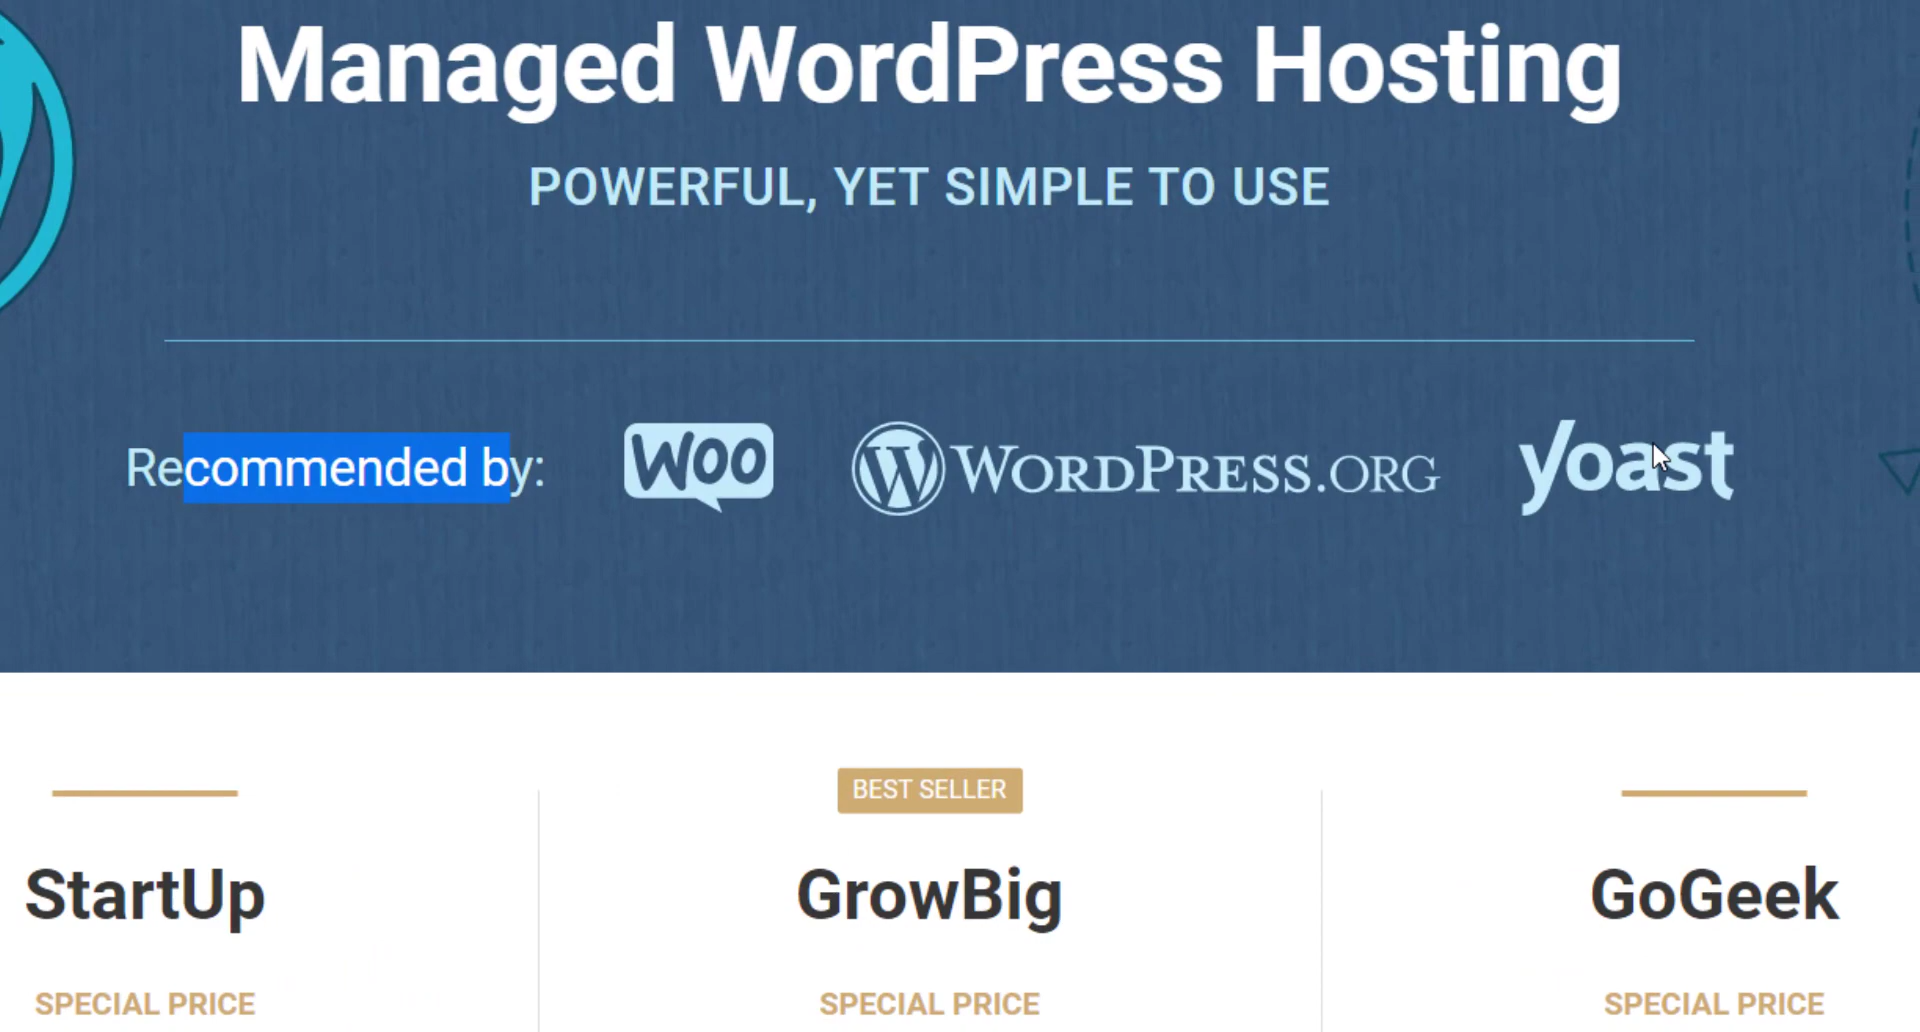 Managed WordPress Hosting
POWERFUL, YET SIMPLE TO USE
Recommended by: WOO WORDPRESS.ORG yoast
BEST SELLER
StartUp GrowBig GoGeek
SPECIAL PRICE SPECIAL PRICE SPECIAL PRICE